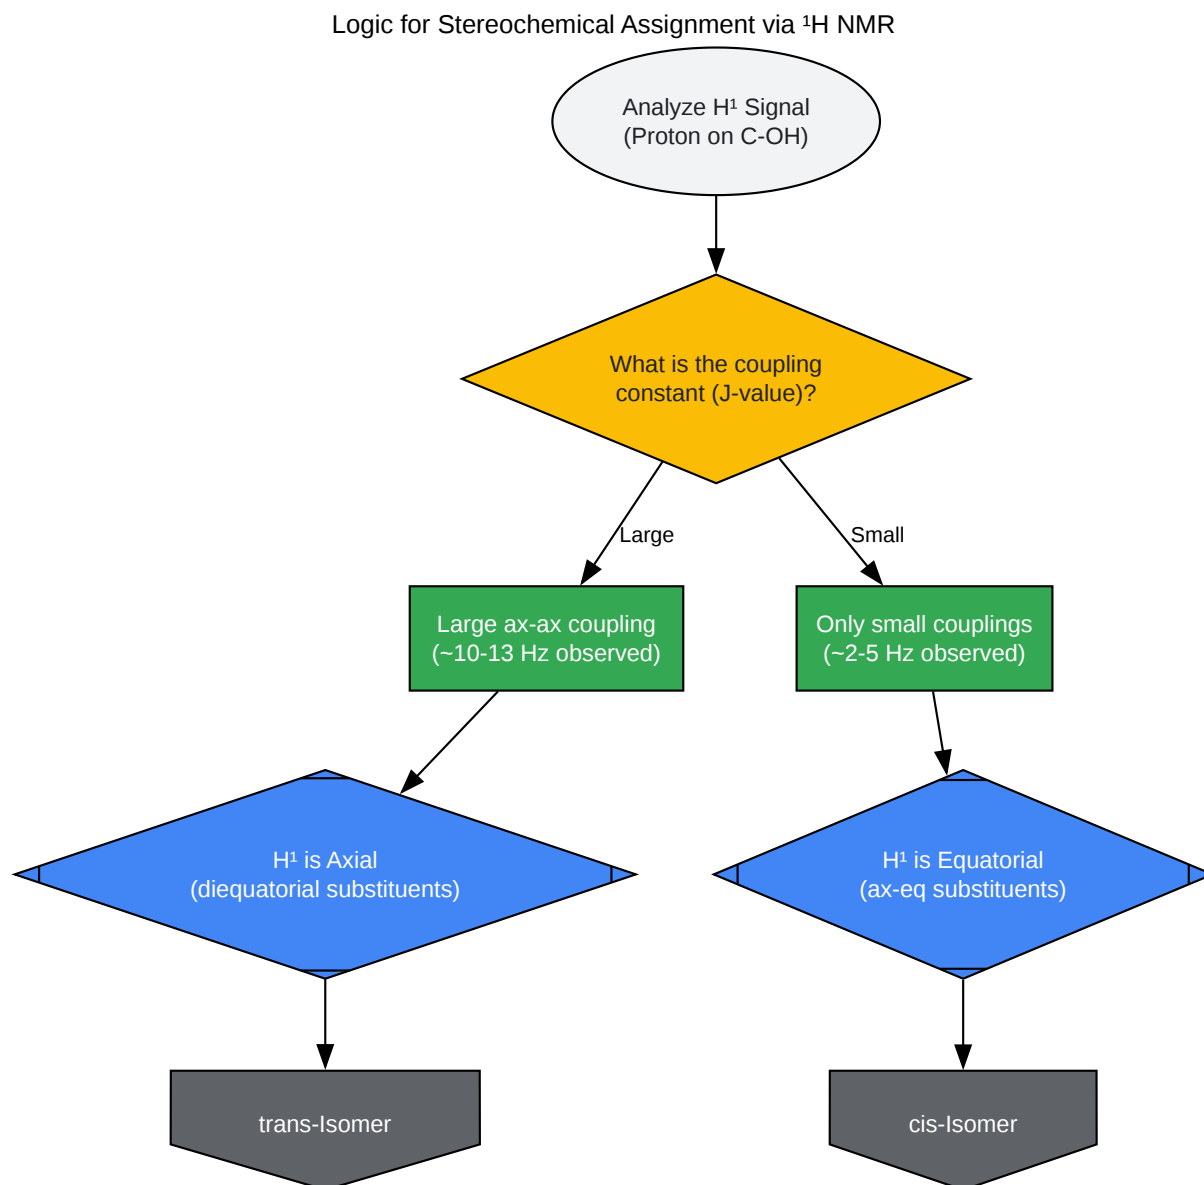 Logic for Stereochemical Assignment via ¹H NMR
Analyze H¹ Signal
(Proton on C-OH)
What is the coupling
constant (J-value)?
Large
Small
Large ax-ax coupling
(~10-13 Hz observed)
Only small couplings
(~2-5 Hz observed)
H¹ is Axial
(diequatorial substituents)
H¹ is Equatorial
(ax-eq substituents)
trans-Isomer
cis-Isomer